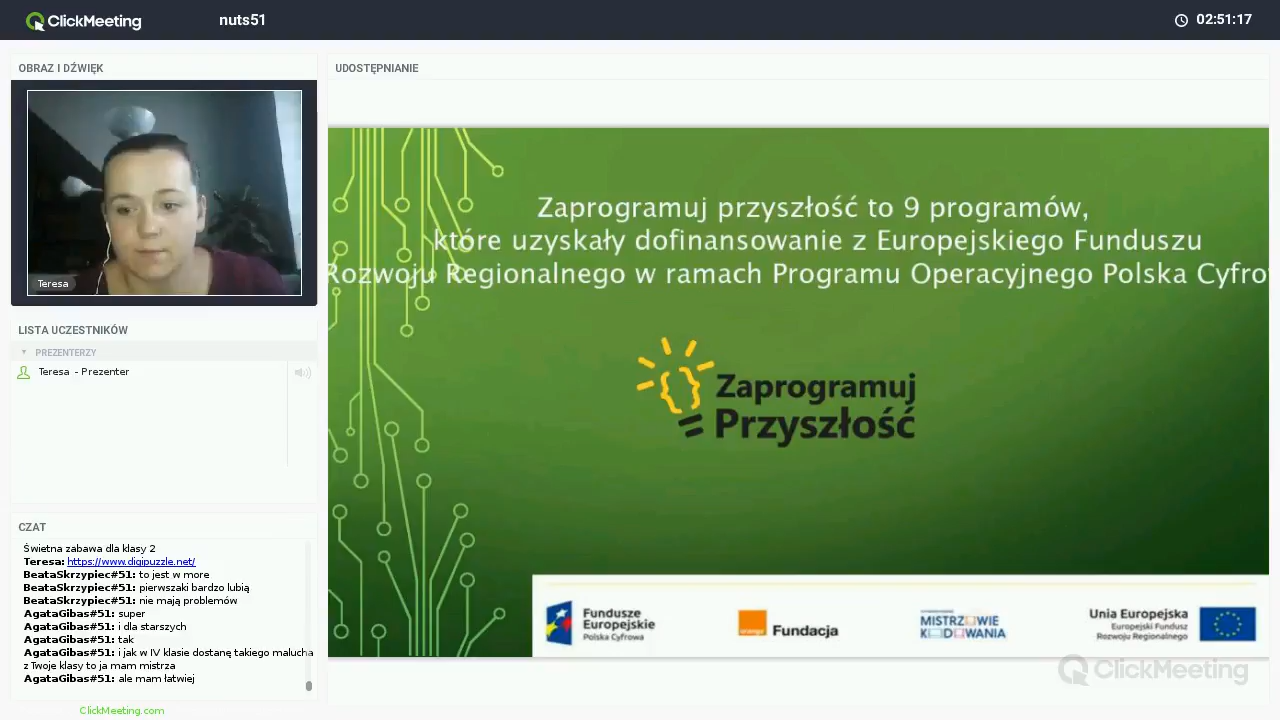 ClickMeeting
nuts51
02:51:17
OBRAZ I DŹWIĘK
Teresa
LISTA UCZESTNIKÓW
PREZENTERZY
Teresa - Prezenter
CZAT
Świetna zabawa dla klasy 2
Teresa: https://www.digipuzzle.net/
BeataSkrzypiec#51: to jest w more
BeataSkrzypiec#51: pierwszaki bardzo lubią
BeataSkrzypiec#51: nie mają problemów
AgataGibas#51: super
AgataGibas#51: i dla starszych
AgataGibas#51: tak
AgataGibas#51: i jak w IV klasie dostanę takiego malucha
z Twoje klasy to ja mam mistrza
AgataGibas#51: ale mam łatwiej
ClickMeeting.com
UDOSTĘPNIANIE
Zaprogramuj przyszłość to 9 programów,
które uzyskały dofinansowanie z Europejskiego Funduszu
Rozwoju Regionalnego w ramach Programu Operacyjnego Polska Cyfro
Zaprogramuj
Przyszłość
Fundusze
Europejskie
Polska Cyfrowa
orange
Fundacja
MISTRZOWIE
KODOWANIA
Unia Europejska
Europejski Fundusz
Rozwoju Regionalnego
ClickMeeting